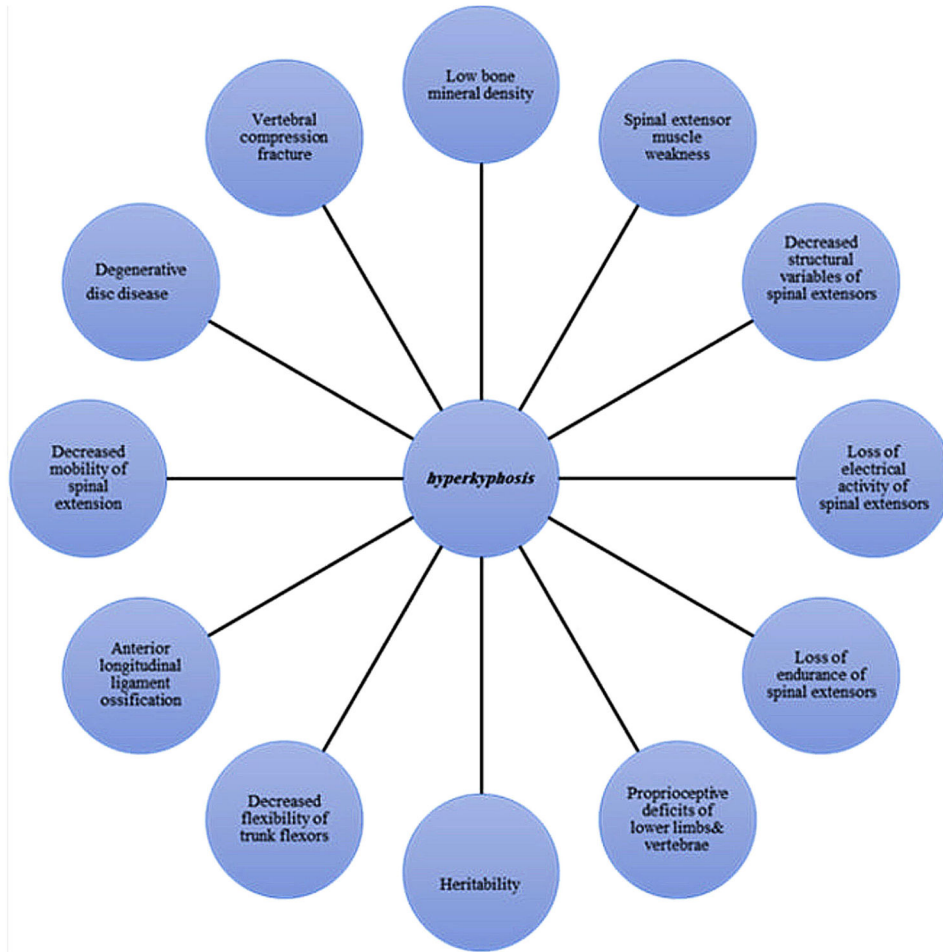 Low bone
mineral density
Spinal extensor
muscle
weakness
Decreased
structural
variables of
spinal extensors
Loss of
electrical
activity of
spinal extensors
Loss of
endurance of
spinal extensors
Proprioceptive
deficits of
lower limbs&
vertebrae
Heritability
Decreased
flexibility of
trunk flexors
Anterior
longitudinal
ligament
ossification
Decreased
mobility of
spinal
extension
Degenerative
disc disease
Vertebral
compression
fracture
hyperkyphosis